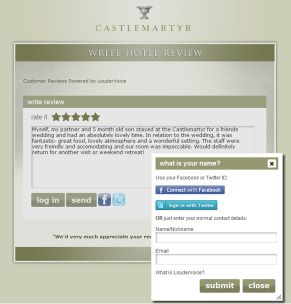 CASTLEMARTYR
WRITE HOTEL REVIEW
Customer Reviews Powered by LouderVoice
write review
rate it
Myself, my partner and 5 month old son stayed at the Castlemartyr for a friends
wedding and had an absolutely lovely time. In relation to wedding, it was
fantastic- great food, lovely atmosphere and a wonderful setting. The staff were
very friendly and accomodating and our room was impeccable. Would definitely
return for another visit or weekend retreat!
log in
send
"We'd very much appreciate your
what is your name?
Use your Facebook or Twitter ID:
Connect with Facebook
Sign in with Twitter
OR just enter your normal contact details:
Name/Nickname
Email
What is Loudervoice?
submit
close